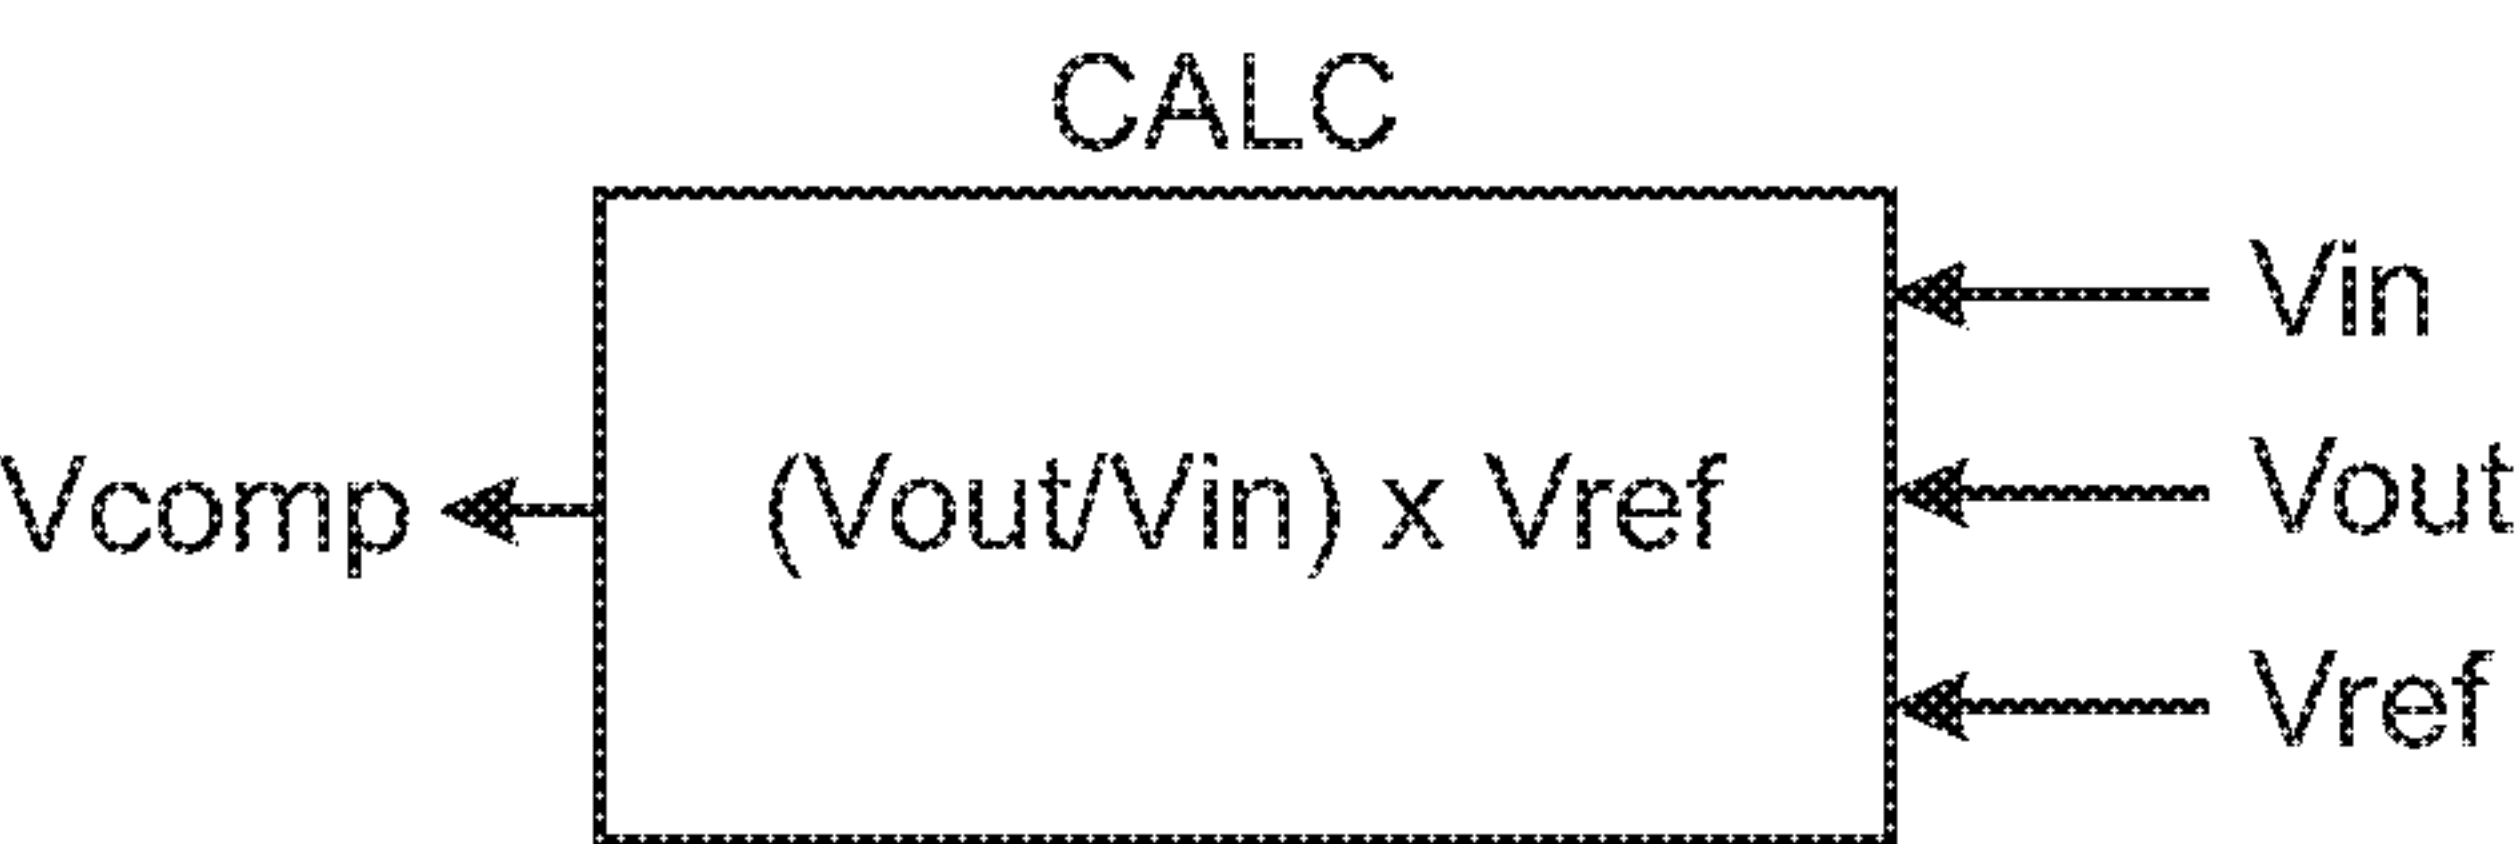 CALC
Vin
Vcomp
(Vout/Vin) x Vref
Vout
Vref